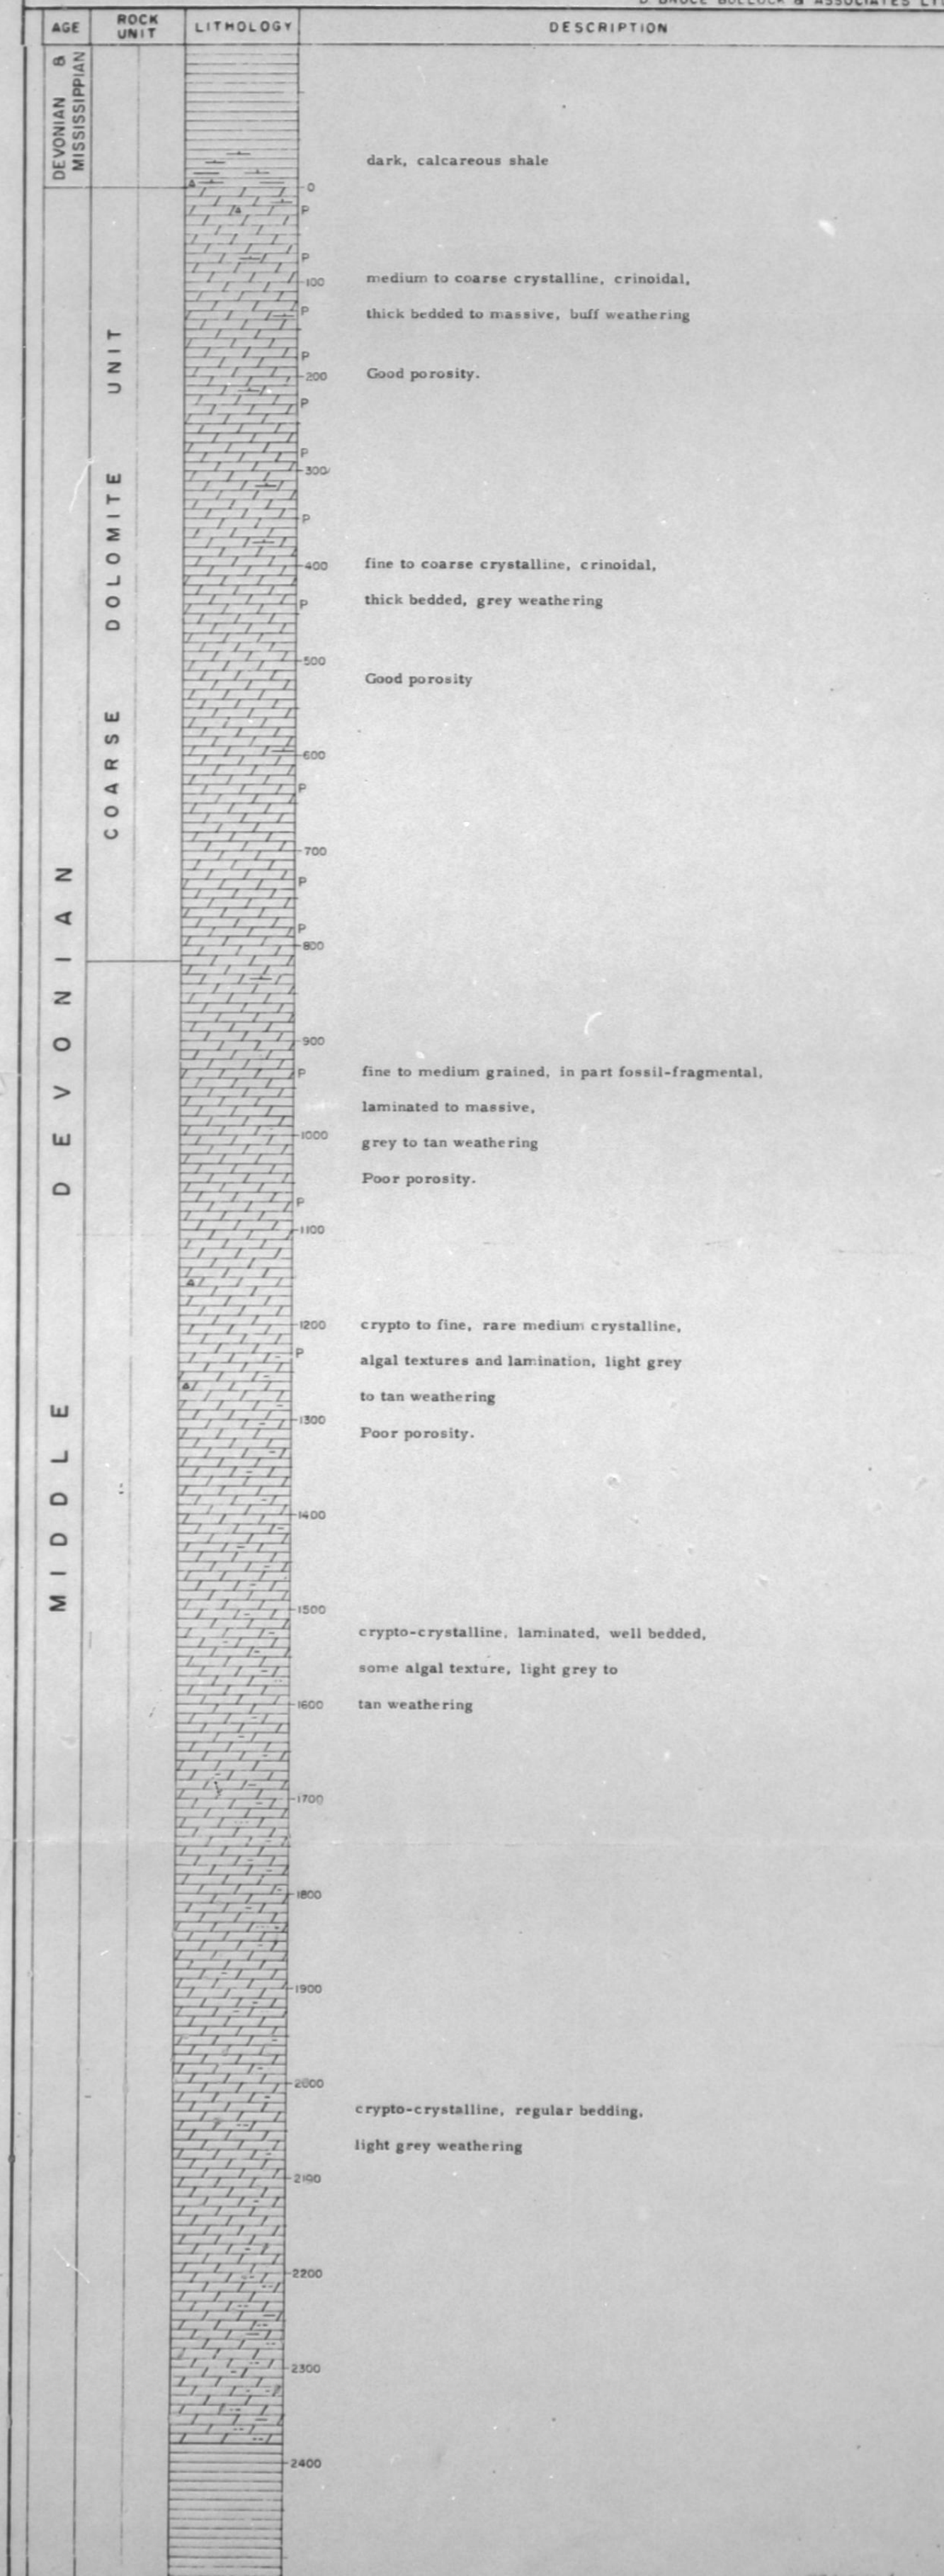 AGE
ROCK UNIT
LITHOLOGY
DESCRIPTION
DEVONIAN &
MISSISSIPPIAN
dark, calcareous shale
0
P
P
100
medium to coarse crystalline, crinoidal,
P
thick bedded to massive, buff weathering
P
200
Good porosity.
P
P
300
P
400
fine to coarse crystalline, crinoidal,
P
thick bedded, grey weathering
500
Good porosity
600
P
700
P
P
800
COARSE DOLOMITE UNIT
MIDDLE DEVONIAN
900
P
fine to medium grained, in part fossil-fragmental,
laminated to massive,
1000
grey to tan weathering
Poor porosity.
P
1100
1200
crypto to fine, rare medium crystalline,
P
algal textures and lamination, light grey
to tan weathering
1300
Poor porosity.
1400
1500
crypto-crystalline, laminated, well bedded,
some algal texture, light grey to
1600
tan weathering
1700
1800
1900
2000
crypto-crystalline, regular bedding,
light grey weathering
2100
2200
2300
2400